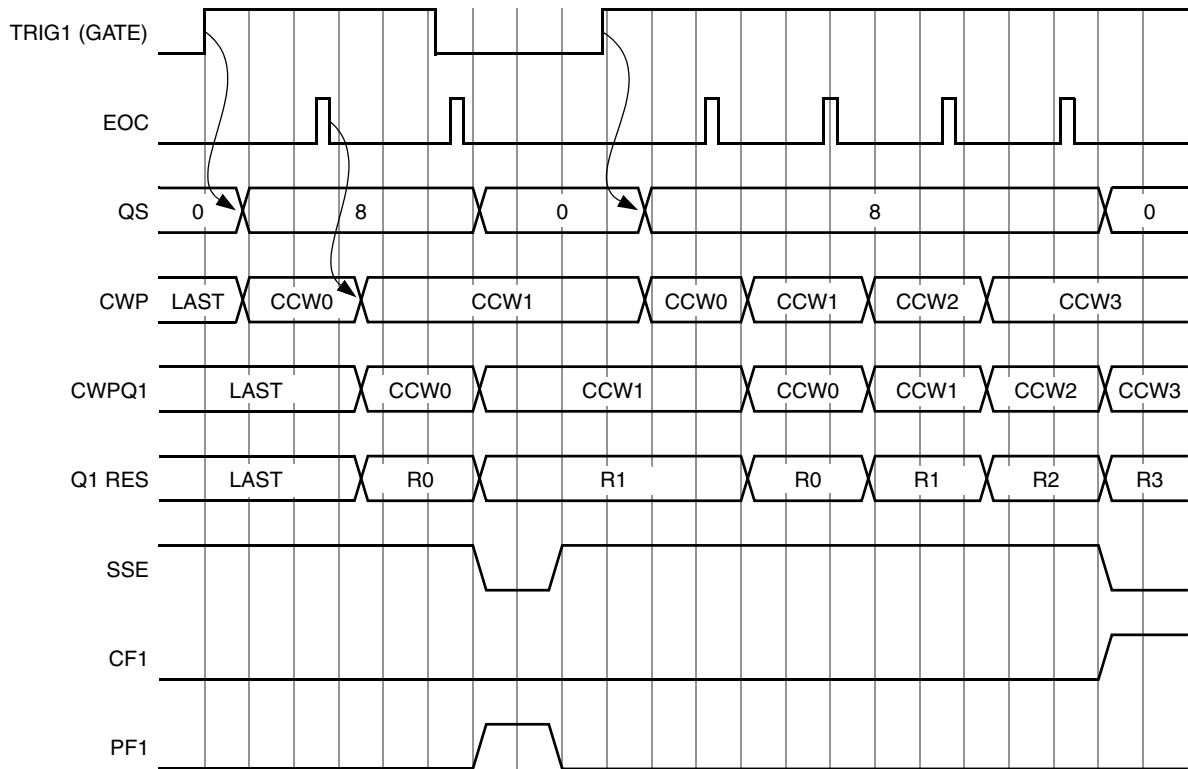 TRIG1 (GATE)
EOC
QS 0 8 0 8 0
CWP LAST CCW0 CCW1 CCW0 CCW1 CCW2 CCW3
CWPQ1 LAST CCW0 CCW1 CCW0 CCW1 CCW2 CCW3
Q1 RES LAST R0 R1 R0 R1 R2 R3
SSE
CF1
PF1